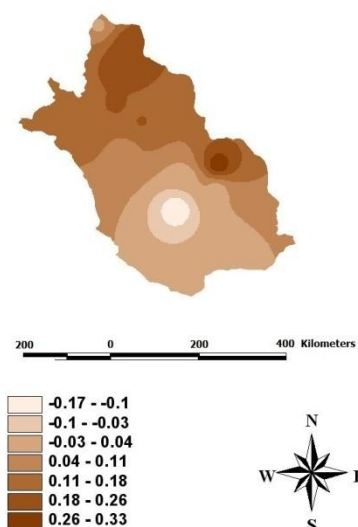 200 0 200 400 Kilometers
-0.17 - -0.1
-0.1 - -0.03
-0.03 - 0.04
0.04 - 0.11
0.11 - 0.18
0.18 - 0.26
0.26 - 0.33
N
W
S